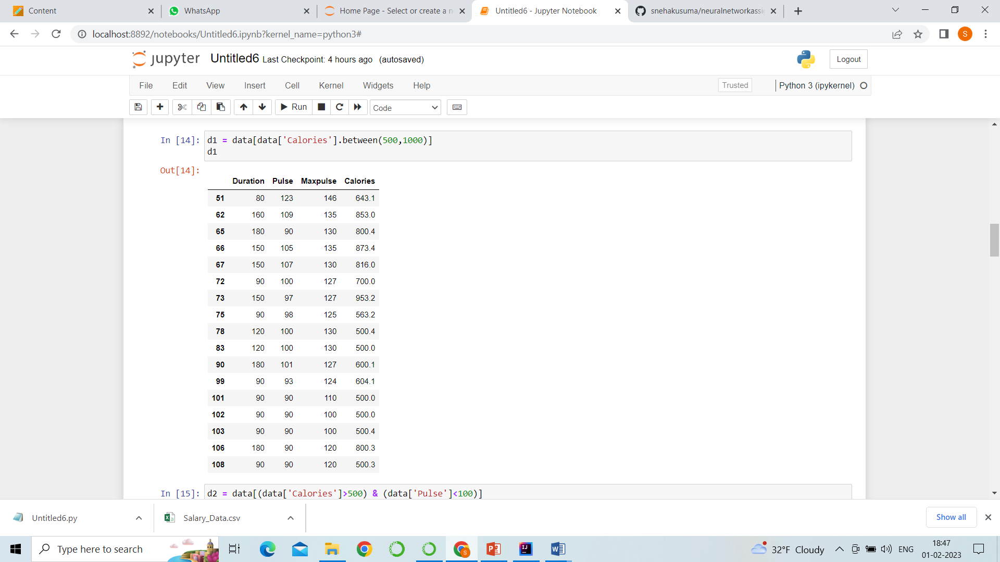 Content
WhatsApp
Home Page - Select or create a n
Untitled6 - Jupyter Notebook
snehakusuma/neuralnetworkassi
localhost:8892/notebooks/Untitled6.ipynb?kernel_name=python3#
S
jupyter Untitled6 Last Checkpoint: 4 hours ago (autosaved)
Logout
File Edit View Insert Cell Kernel Widgets Help
Trusted
Python 3 (ipykernel)
Run
Code
In [14]: d1 = data[data['Calories'].between(500,1000)]
d1
Out[14]:
Duration Pulse Maxpulse Calories
51 80 123 146 643.1
62 160 109 135 853.0
65 180 90 130 800.4
66 150 105 135 873.4
67 150 107 130 816.0
72 90 100 127 700.0
73 150 97 127 953.2
75 90 98 125 563.2
78 120 100 130 500.4
83 120 100 130 500.0
90 180 101 127 600.1
99 90 93 124 604.1
101 90 90 110 500.0
102 90 90 100 500.0
103 90 90 100 500.4
106 180 90 120 800.3
108 90 90 120 500.3
In [15]: d2 = data[(data['Calories']>500) & (data['Pulse']<100)]
Untitled6.py
Salary_Data.csv
Show all
Type here to search
32°F Cloudy
ENG
18:47
01-02-2023